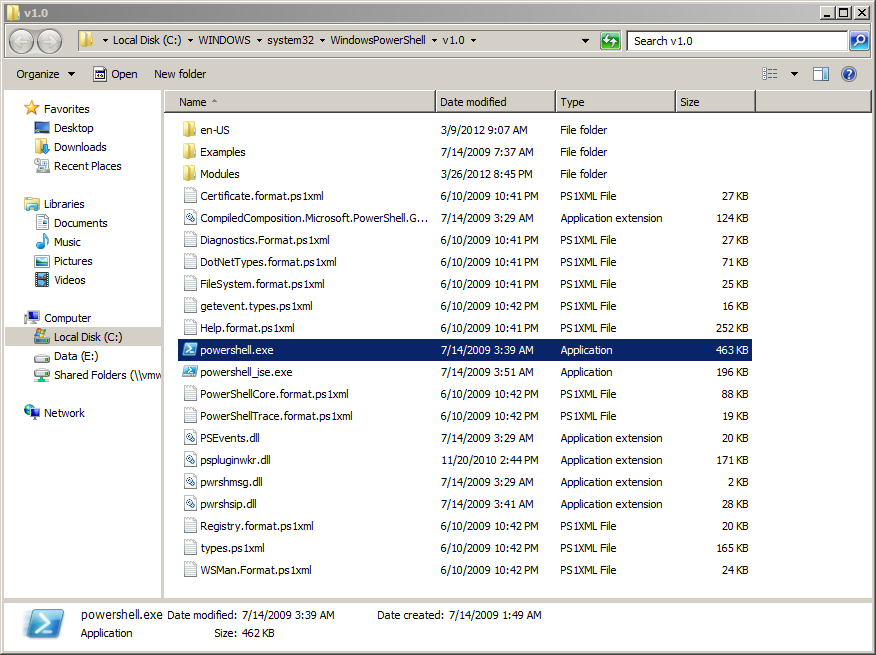 v1.0
Local Disk (C:) WINDOWS system32 WindowsPowerShell v1.0 Search v1.0
Organize Open New folder
Favorites
Desktop
Downloads
Recent Places
Libraries
Documents
Music
Pictures
Videos
Computer
Local Disk (C:)
Data (E:)
Shared Folders (\\vmw
Network
Name Date modified Type Size
en-US 3/9/2012 9:07 AM File folder
Examples 7/14/2009 7:37 AM File folder
Modules 3/26/2012 8:45 PM File folder
Certificate.format.ps1xml 6/10/2009 10:41 PM PS1XML File 27 KB
CompiledComposition.Microsoft.PowerShell.G... 7/14/2009 3:29 AM Application extension 124 KB
Diagnostics.Format.ps1xml 6/10/2009 10:41 PM PS1XML File 27 KB
DotNetTypes.format.ps1xml 6/10/2009 10:41 PM PS1XML File 71 KB
FileSystem.format.ps1xml 6/10/2009 10:41 PM PS1XML File 25 KB
getevent.types.ps1xml 6/10/2009 10:42 PM PS1XML File 16 KB
Help.format.ps1xml 6/10/2009 10:41 PM PS1XML File 252 KB
powershell.exe 7/14/2009 3:39 AM Application 463 KB
powershell_ise.exe 7/14/2009 3:51 AM Application 196 KB
PowerShellCore.format.ps1xml 6/10/2009 10:42 PM PS1XML File 88 KB
PowerShellTrace.format.ps1xml 6/10/2009 10:42 PM PS1XML File 19 KB
PSEvents.dll 7/14/2009 3:29 AM Application extension 20 KB
pspluginwkr.dll 11/20/2010 2:44 PM Application extension 171 KB
pwrshmsg.dll 7/14/2009 3:29 AM Application extension 2 KB
pwrshsip.dll 7/14/2009 3:41 AM Application extension 28 KB
Registry.format.ps1xml 6/10/2009 10:42 PM PS1XML File 20 KB
types.ps1xml 6/10/2009 10:42 PM PS1XML File 165 KB
WSMan.Format.ps1xml 6/10/2009 10:42 PM PS1XML File 24 KB
powershell.exe Date modified: 7/14/2009 3:39 AM Date created: 7/14/2009 1:49 AM
Application Size: 462 KB